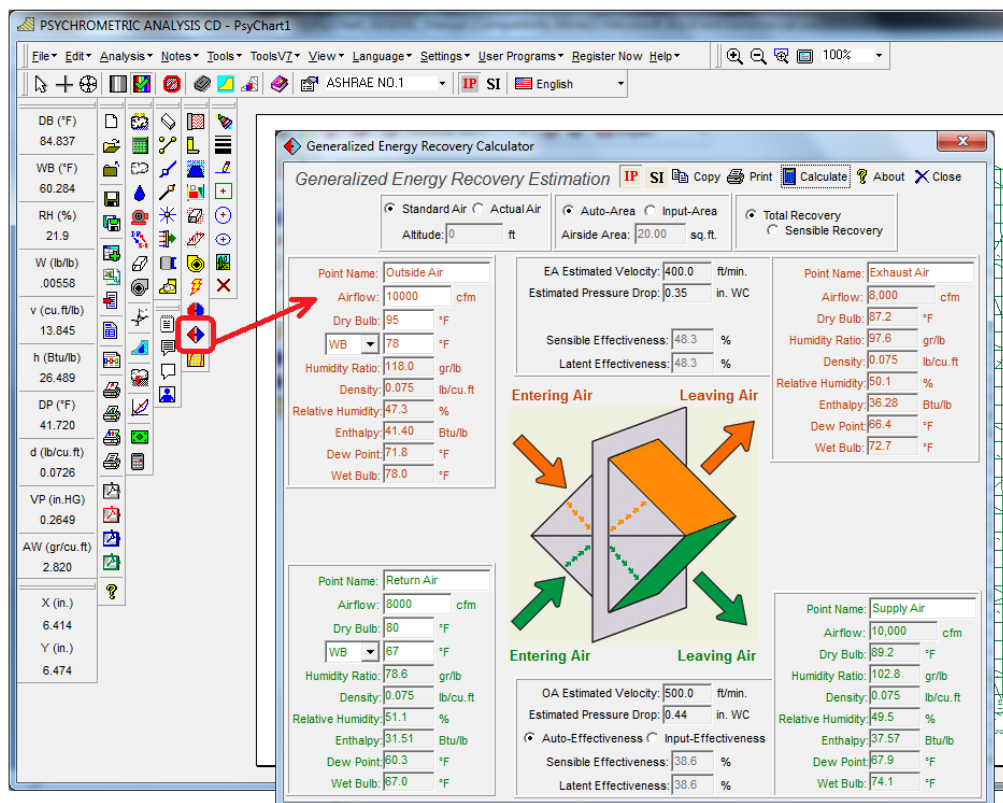 PSYCHROMETRIC ANALYSIS CD - PsyChart1
File Edit Analysis Notes Tools ToolsV7 View Language Settings User Programs Register Now Help 100%
ASHRAE NO.1 IP SI English
DB (°F)
84.837
WB (°F)
60.284
RH (%)
21.9
W (lb/lb)
.00558
v (cu.ft/lb)
13.845
h (Btu/lb)
26.489
DP (°F)
41.720
d (lb/cu.ft)
0.0726
VP (in.HG)
0.2649
AW (gr/cu.ft)
2.820
X (in.)
6.414
Y (in.)
6.474
Generalized Energy Recovery Calculator
Generalized Energy Recovery Estimation IP SI Copy Print Calculate About Close
Standard Air Actual Air
Altitude: 0 ft
Auto-Area Input-Area
Airside Area: 20.00 sq.ft.
Total Recovery
Sensible Recovery
Point Name: Outside Air
Airflow: 10000 cfm
Dry Bulb: 95 °F
WB 78 °F
Humidity Ratio: 118.0 gr/lb
Density: 0.075 lb/cu.ft
Relative Humidity: 47.3 %
Enthalpy: 41.40 Btu/lb
Dew Point: 71.8 °F
Wet Bulb: 78.0 °F
EA Estimated Velocity: 400.0 ft/min.
Estimated Pressure Drop: 0.35 in. WC
Sensible Effectiveness: 48.3 %
Latent Effectiveness: 48.3 %
Point Name: Exhaust Air
Airflow: 8,000 cfm
Dry Bulb: 87.2 °F
Humidity Ratio: 97.6 gr/lb
Density: 0.075 lb/cu.ft
Relative Humidity: 50.1 %
Enthalpy: 36.28 Btu/lb
Dew Point: 66.4 °F
Wet Bulb: 72.7 °F
Entering Air Leaving Air
Point Name: Return Air
Airflow: 8000 cfm
Dry Bulb: 80 °F
WB 67 °F
Humidity Ratio: 78.6 gr/lb
Density: 0.075 lb/cu.ft
Relative Humidity: 51.1 %
Enthalpy: 31.51 Btu/lb
Dew Point: 60.3 °F
Wet Bulb: 67.0 °F
Entering Air Leaving Air
OA Estimated Velocity: 500.0 ft/min.
Estimated Pressure Drop: 0.44 in. WC
Auto-Effectiveness Input-Effectiveness
Sensible Effectiveness: 38.6 %
Latent Effectiveness: 38.6 %
Point Name: Supply Air
Airflow: 10,000 cfm
Dry Bulb: 89.2 °F
Humidity Ratio: 102.8 gr/lb
Density: 0.075 lb/cu.ft
Relative Humidity: 49.5 %
Enthalpy: 37.57 Btu/lb
Dew Point: 67.9 °F
Wet Bulb: 74.1 °F